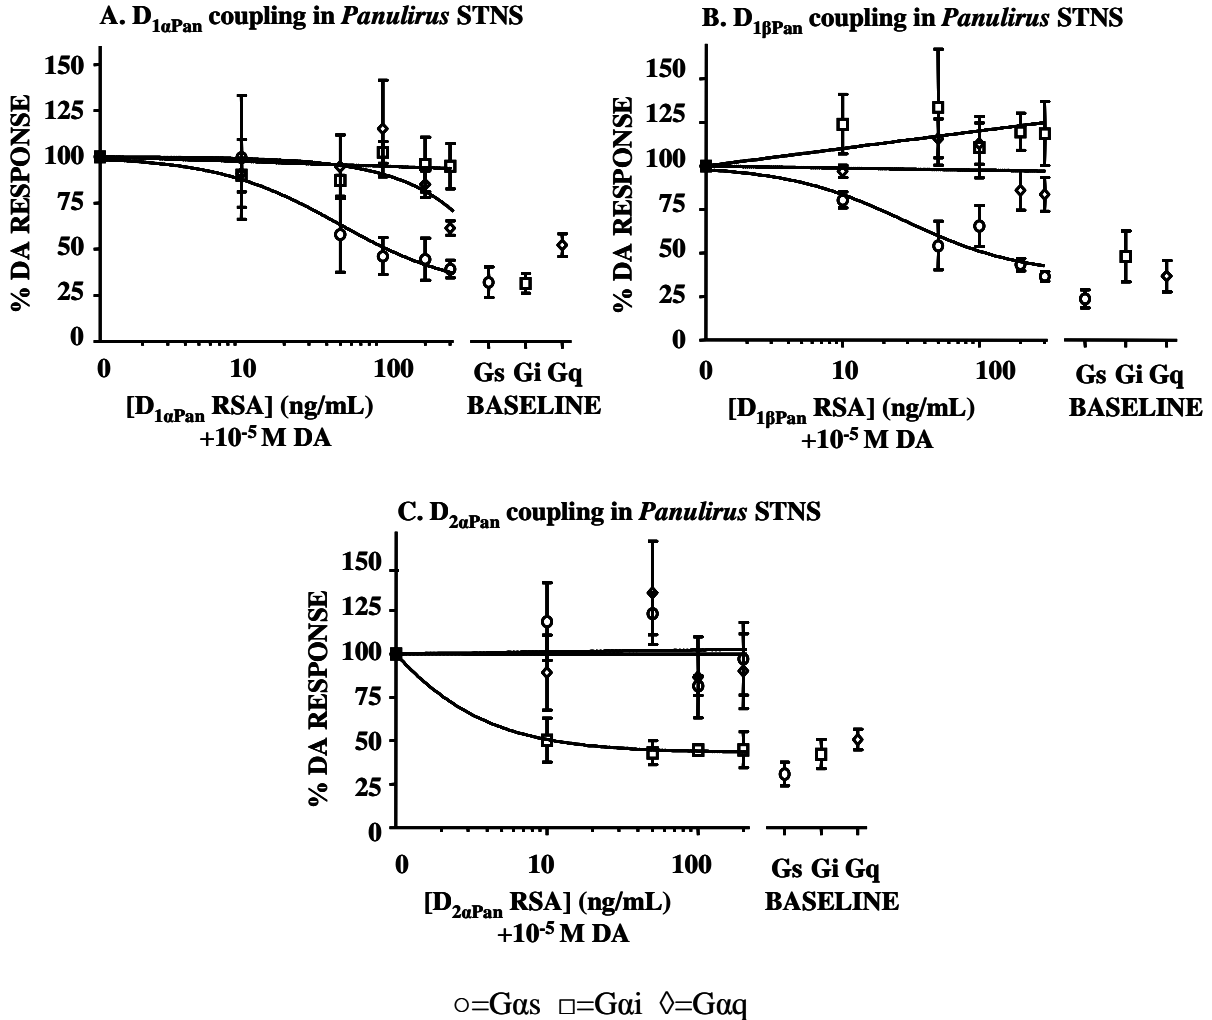 A. D1αPan coupling in Panulirus STNS
% DA RESPONSE
150
125
100
75
50
25
0
0 10 100
Gs Gi Gq
[D1αPan RSA] (ng/mL)
BASELINE
+10-5 M DA
B. D1βPan coupling in Panulirus STNS
% DA RESPONSE
150
125
100
75
50
25
0
0 10 100
Gs Gi Gq
[D1βPan RSA] (ng/mL)
BASELINE
+10-5 M DA
C. D2αPan coupling in Panulirus STNS
% DA RESPONSE
150
125
100
75
50
25
0
0 10 100
Gs Gi Gq
[D2αPan RSA] (ng/mL)
BASELINE
+10-5 M DA
○=Gαs □=Gαi ◊=Gαq